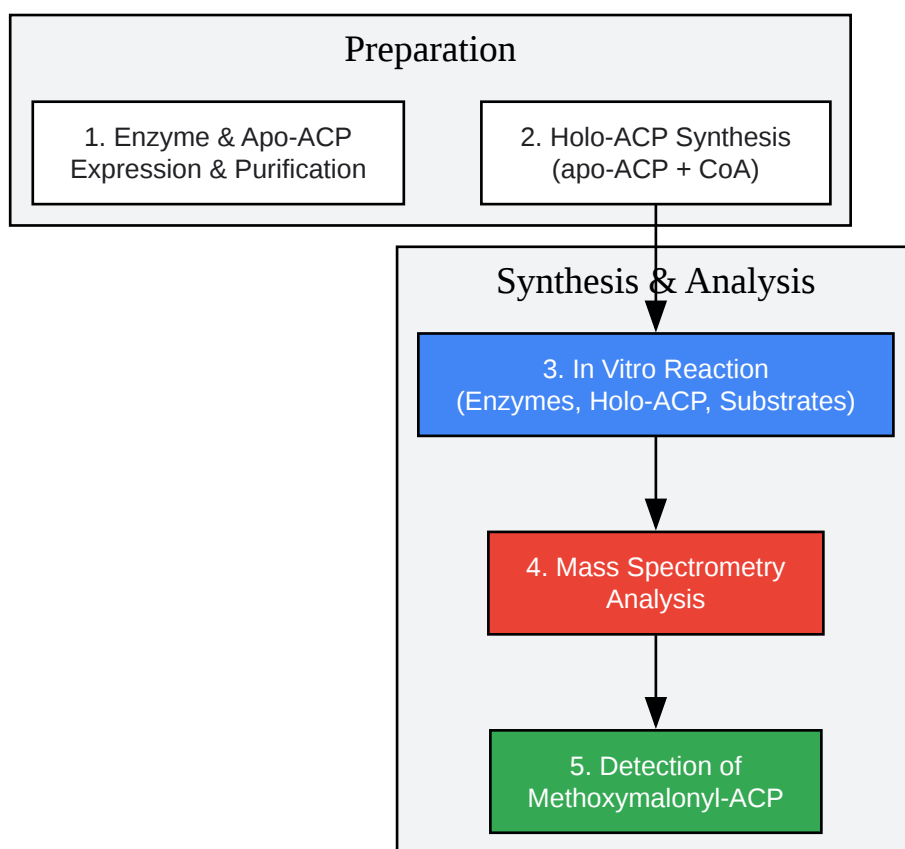 Preparation
1. Enzyme & Apo-ACP
Expression & Purification
2. Holo-ACP Synthesis
(apo-ACP + CoA)
Synthesis & Analysis
3. In Vitro Reaction
(Enzymes, Holo-ACP, Substrates)
4. Mass Spectrometry
Analysis
5. Detection of
Methoxymalonyl-ACP